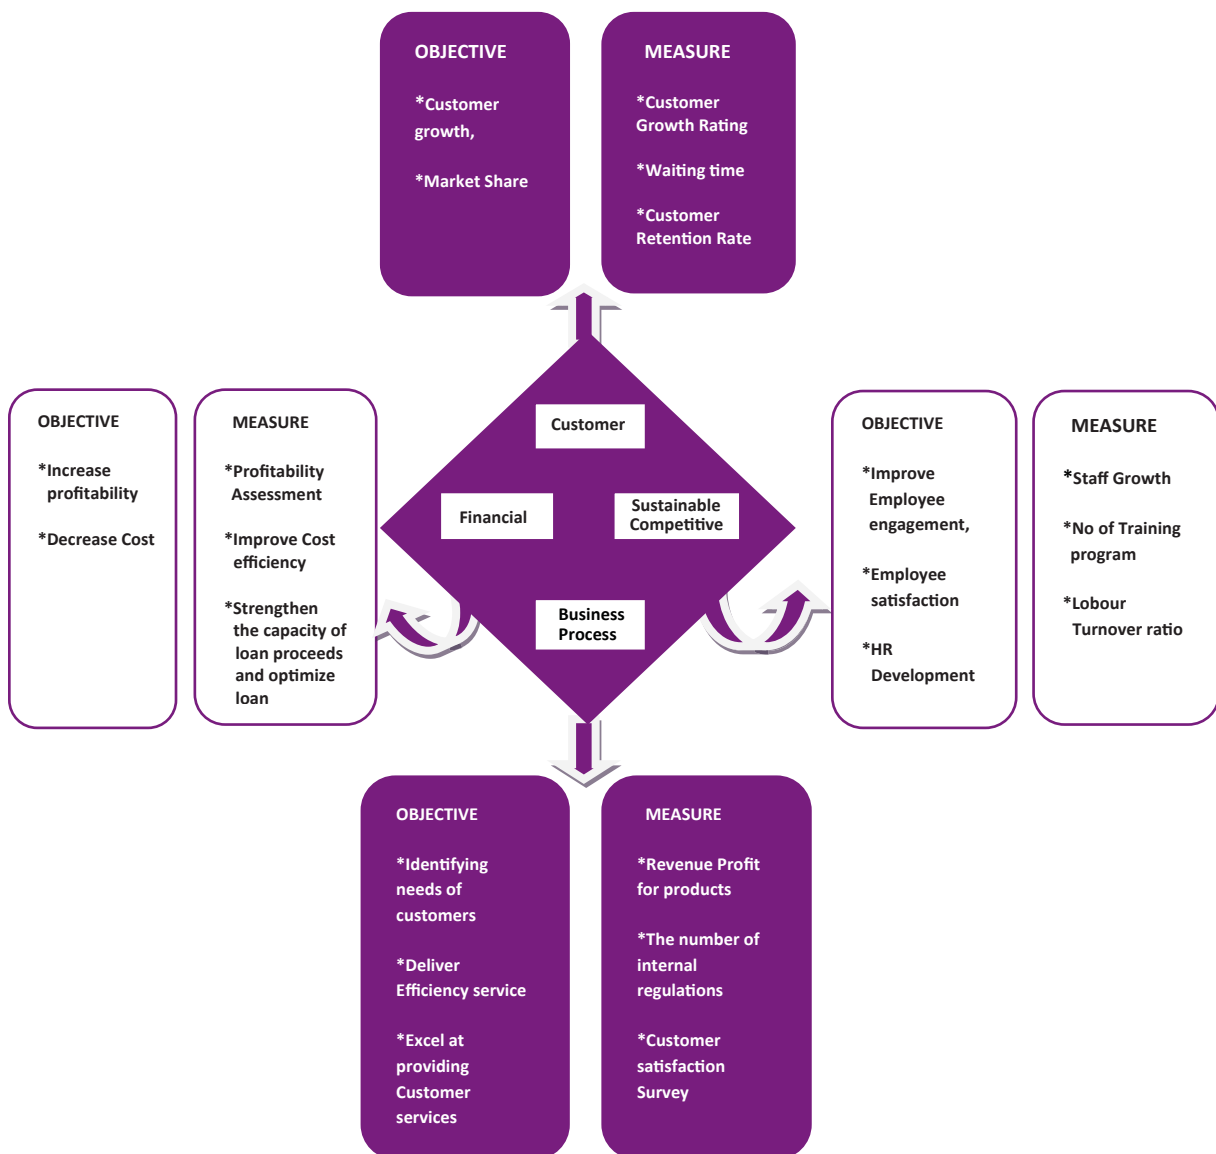 OBJECTIVE
*Customer
growth,
*Market Share
MEASURE
*Customer
Growth Rating
*Waiting time
*Customer
Retention Rate
OBJECTIVE
*Increase
profitability
*Decrease Cost
MEASURE
*Profitability
Assessment
*Improve Cost
efficiency
*Strengthen
the capacity of
loan proceeds
and optimize
loan
Customer
Financial
Sustainable
Competitive
Business
Process
OBJECTIVE
*Improve
Employee
engagement,
*Employee
satisfaction
*HR
Development
MEASURE
*Staff Growth
*No of Training
program
*Lobour
Turnover ratio
OBJECTIVE
*Identifying
needs of
customers
*Deliver
Efficiency service
*Excel at
providing
Customer
services
MEASURE
*Revenue Profit
for products
*The number of
internal
regulations
*Customer
satisfaction
Survey